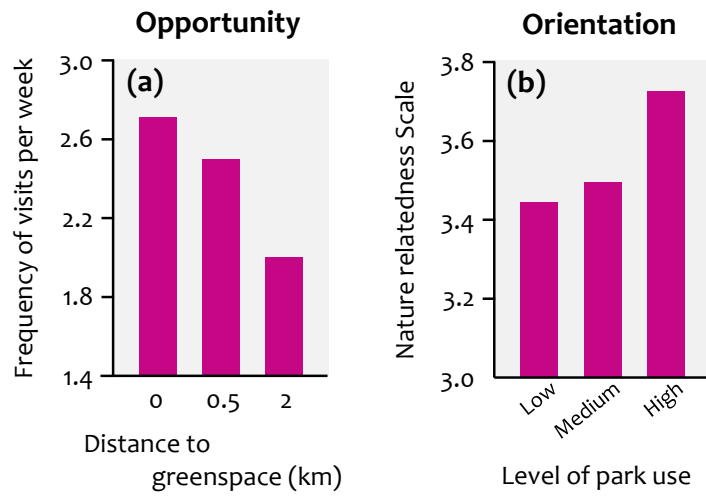 Opportunity
Frequency of visits per week
3.0
2.6
2.2
1.8
1.4
(a)
0 0.5 2
Distance to
greenspace (km)
Orientation
Nature relatedness Scale
3.8
3.6
3.4
3.2
3.0
(b)
Low Medium High
Level of park use